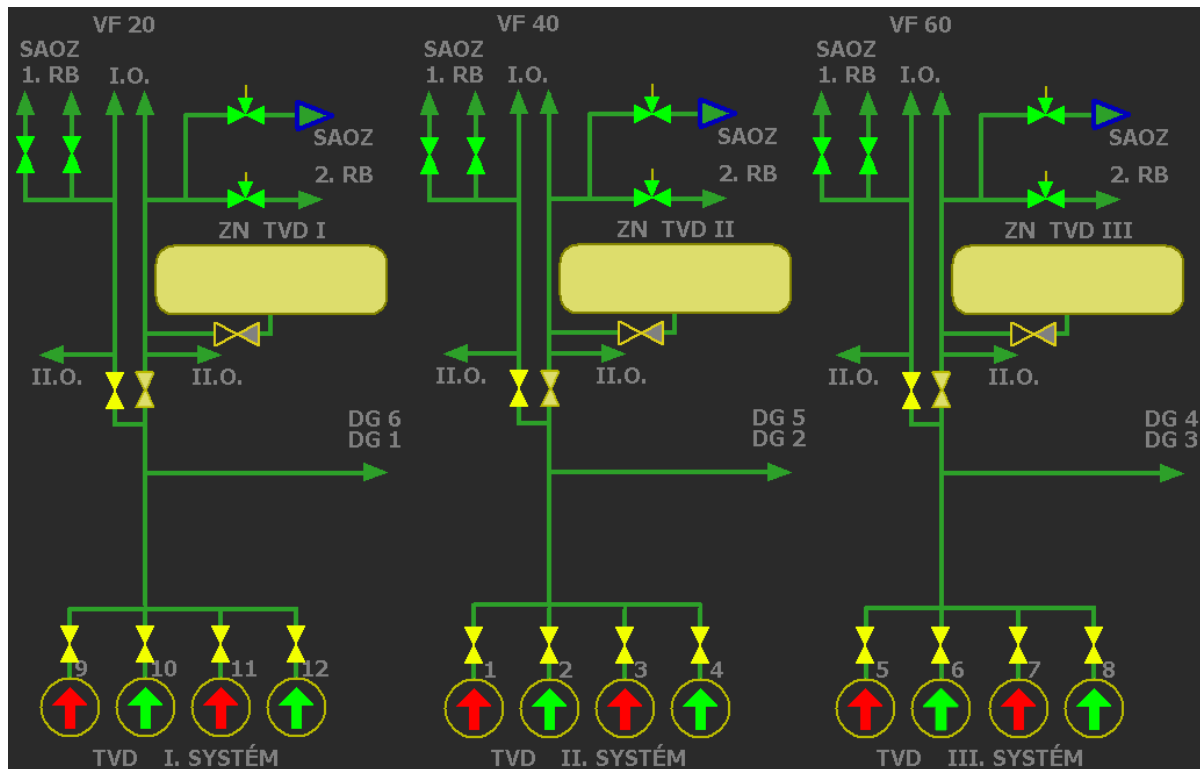 VF 20
SAOZ
1. RB
I.O.
SAOZ
2. RB
ZN TVD I
II.O.
II.O.
DG 6
DG 1
9
10
11
12
TVD I. SYSTÉM
VF 40
SAOZ
1. RB
I.O.
SAOZ
2. RB
ZN TVD II
II.O.
II.O.
DG 5
DG 2
1
2
3
4
TVD II. SYSTÉM
VF 60
SAOZ
1. RB
I.O.
SAOZ
2. RB
ZN TVD III
II.O.
II.O.
DG 4
DG 3
5
6
7
8
TVD III. SYSTÉM